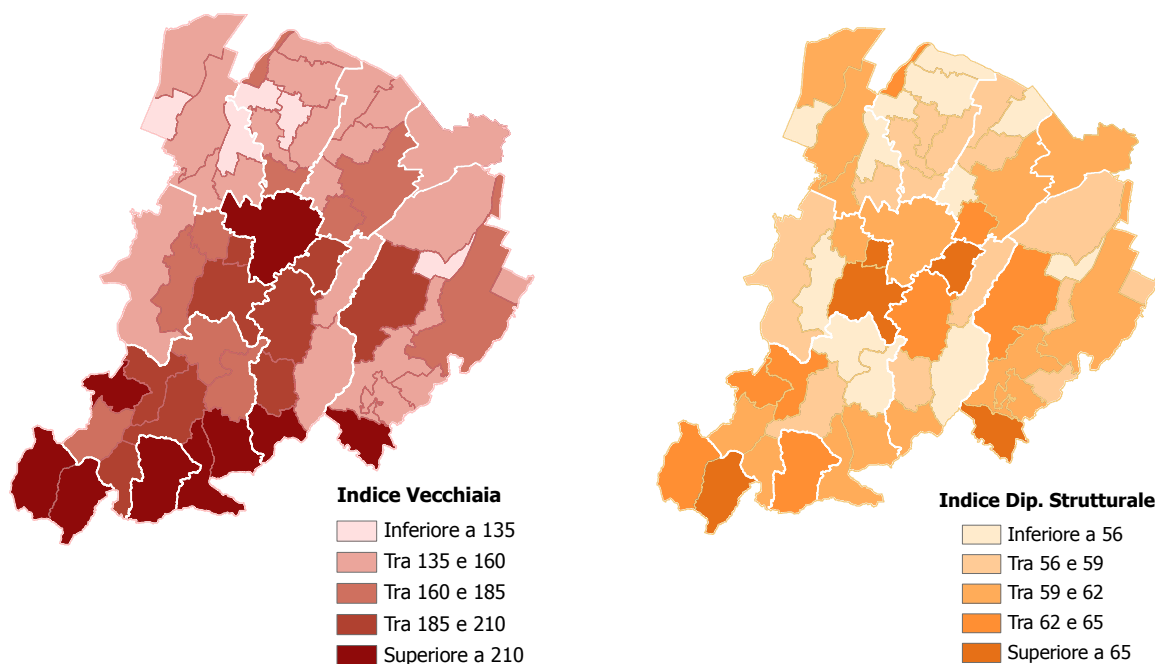 Indice Vecchiaia
Inferiore a 135
Tra 135 e 160
Tra 160 e 185
Tra 185 e 210
Superiore a 210
Indice Dip. Strutturale
Inferiore a 56
Tra 56 e 59
Tra 59 e 62
Tra 62 e 65
Superiore a 65